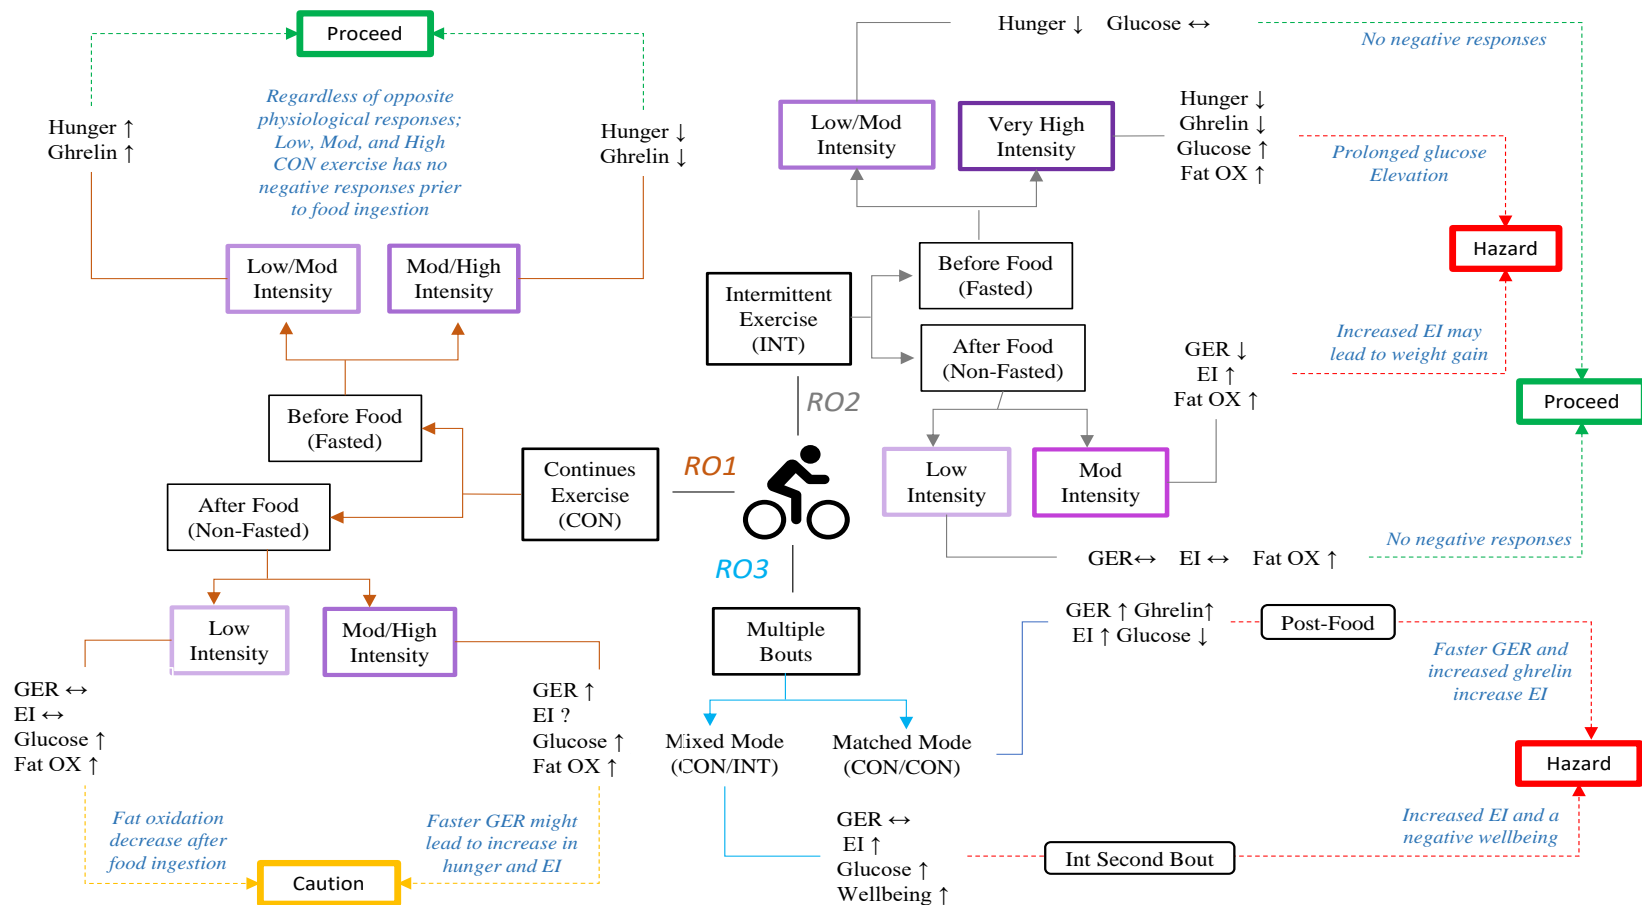 Proceed
Regardless of opposite
physiological responses;
Low, Mod, and High
CON exercise has no
negative responses prior
to food ingestion
Hunger ↑
Ghrelin ↑
Hunger ↓
Ghrelin ↓
Low/Mod
Intensity
Mod/High
Intensity
Before Food
(Fasted)
After Food
(Non-Fasted)
Continues
Exercise
(CON)
RO1
Low
Intensity
Mod/High
Intensity
GER ↔
EI ↔
Glucose ↑
Fat OX ↑
GER ↑
EI ?
Glucose ↑
Fat OX ↑
Fat oxidation
decrease after
food ingestion
Faster GER might
lead to increase in
hunger and EI
Caution
Hunger ↓ Glucose ↔
No negative responses
Low/Mod
Intensity
Very High
Intensity
Hunger ↓
Ghrelin ↓
Glucose ↑
Fat OX ↑
Prolonged glucose
Elevation
Hazard
Intermittent
Exercise
(INT)
Before Food
(Fasted)
After Food
(Non-Fasted)
RO2
GER ↓
EI ↑
Fat OX ↑
Increased EI may
lead to weight gain
Proceed
Low
Intensity
Mod
Intensity
GER↔ EI ↔ Fat OX ↑
No negative responses
RO3
Multiple
Bouts
Mixed Mode
(CON/INT)
Matched Mode
(CON/CON)
GER ↑ Ghrelin↑
EI ↑ Glucose ↓
Post-Food
Faster GER and
increased ghrelin
increase EI
Hazard
GER ↔
EI ↑
Glucose ↑
Wellbeing ↑
Int Second Bout
Increased EI and a
negative wellbeing